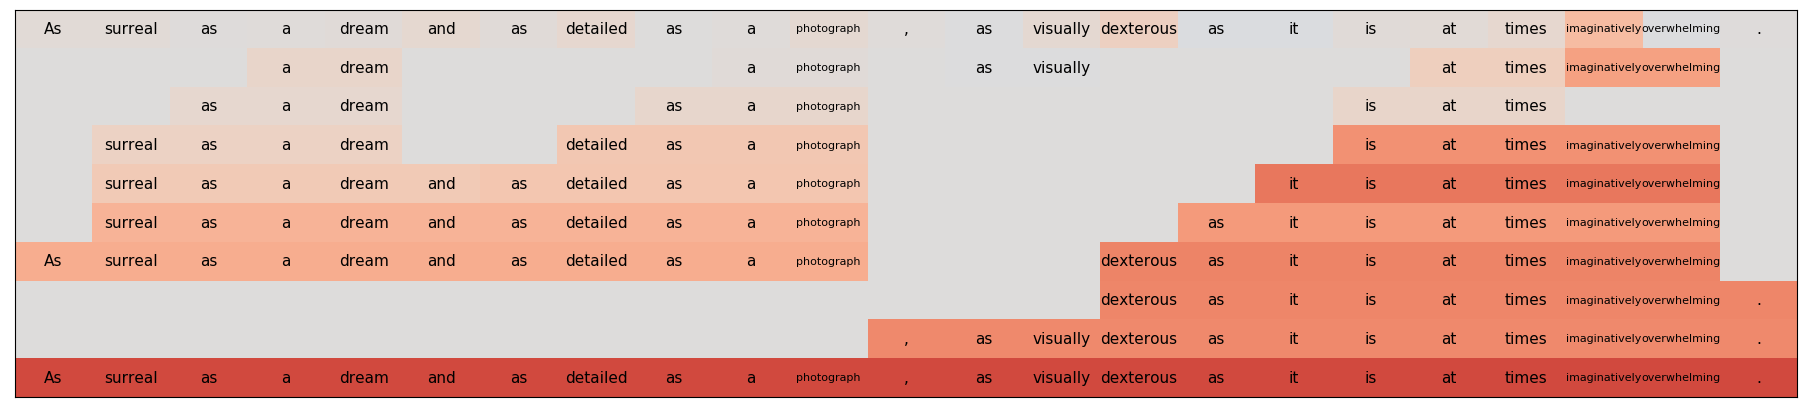 As surreal as a dream and as detailed as a photograph , as visually dexterous as it is at times imaginatively overwhelming .
a dream a photograph as visually at times imaginatively overwhelming
as a dream as a photograph is at times
surreal as a dream detailed as a photograph is at times imaginatively overwhelming
surreal as a dream and as detailed as a photograph it is at times imaginatively overwhelming
surreal as a dream and as detailed as a photograph as it is at times imaginatively overwhelming
As surreal as a dream and as detailed as a photograph dexterous as it is at times imaginatively overwhelming
dexterous as it is at times imaginatively overwhelming .
, as visually dexterous as it is at times imaginatively overwhelming .
As surreal as a dream and as detailed as a photograph , as visually dexterous as it is at times imaginatively overwhelming .